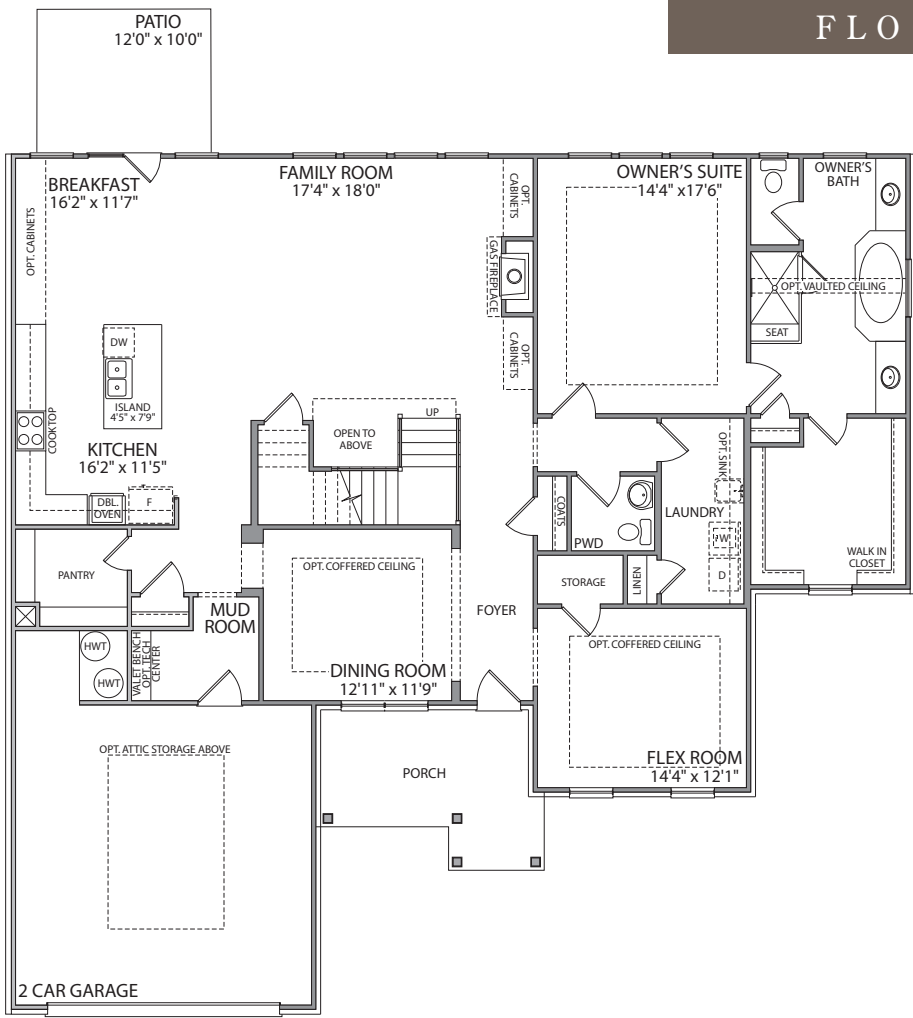 FLO
PATIO
12'0" x 10'0"
BREAKFAST
16'2" x 11'7"
FAMILY ROOM
17'4" x 18'0"
OWNER'S SUITE
14'4" x17'6"
OWNER'S
BATH
OPT. CABINETS
OPT.
CABINETS
GAS FIREPLACE
OPT. VAULTED CEILING
SEAT
DW
OPT.
CABINETS
ISLAND
4'5" x 7'9"
COOKTOP
UP
OPEN TO
ABOVE
KITCHEN
16'2" x 11'5"
OPT. SINK
DBL.
OVEN
F
COATS
LAUNDRY
PWD
W
WALK IN
CLOSET
PANTRY
OPT. COFFERED CEILING
STORAGE
LINEN
D
MUD
ROOM
FOYER
HWT
HWT
VALET BENCH
OPT. TECH
CENTER
OPT. COFFERED CEILING
DINING ROOM
12'11" x 11'9"
OPT. ATTIC STORAGE ABOVE
PORCH
FLEX ROOM
14'4" x 12'1"
2 CAR GARAGE